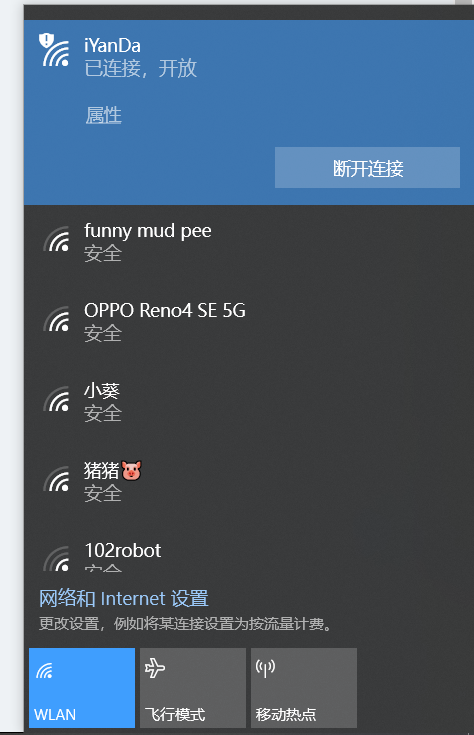 iYanDa
已连接，开放
属性
断开连接
funny mud pee
安全
OPPO Reno4 SE 5G
安全
小葵
安全
猪猪🐷
安全
102robot
安全
网络和 Internet 设置
更改设置，例如将某连接设置为按流量计费。
WLAN
飞行模式
移动热点